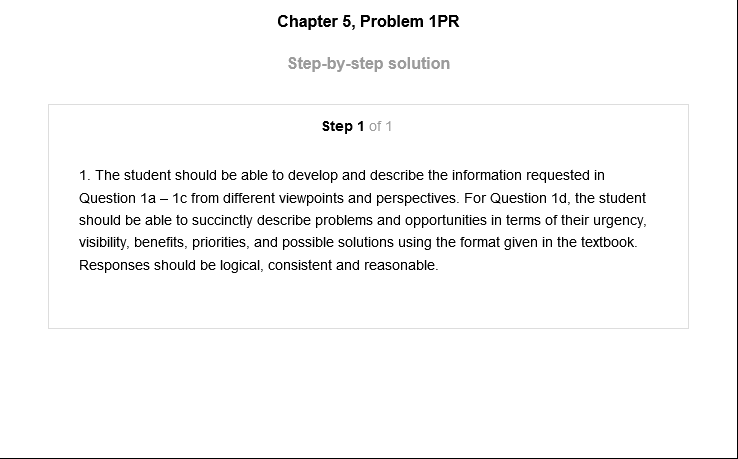 Chapter 5, Problem 1PR
Step-by-step solution
Step 1 of 1
1. The student should be able to develop and describe the information requested in
Question 1a – 1c from different viewpoints and perspectives. For Question 1d, the student
should be able to succinctly describe problems and opportunities in terms of their urgency,
visibility, benefits, priorities, and possible solutions using the format given in the textbook.
Responses should be logical, consistent and reasonable.